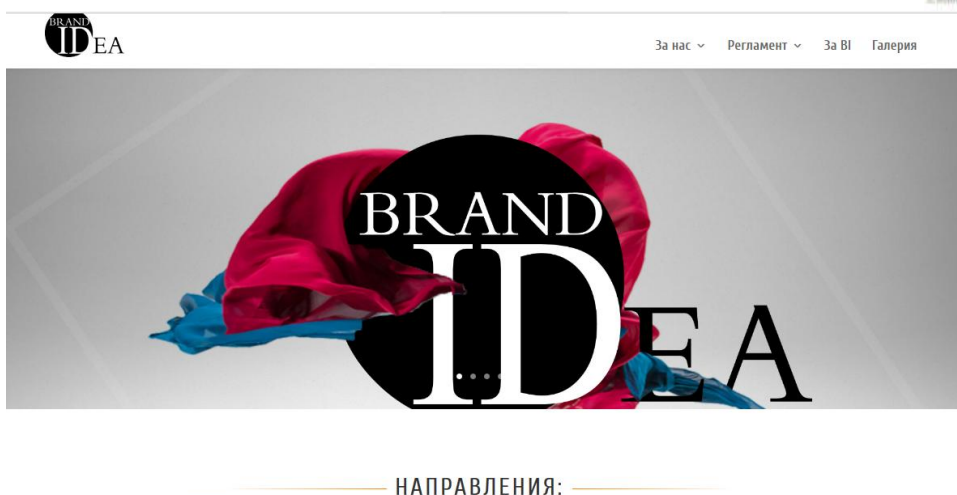 BRAND
IDEA
За нас Регламент За BI Галерия
BRAND
IDEA
НАПРАВЛЕНИЯ: